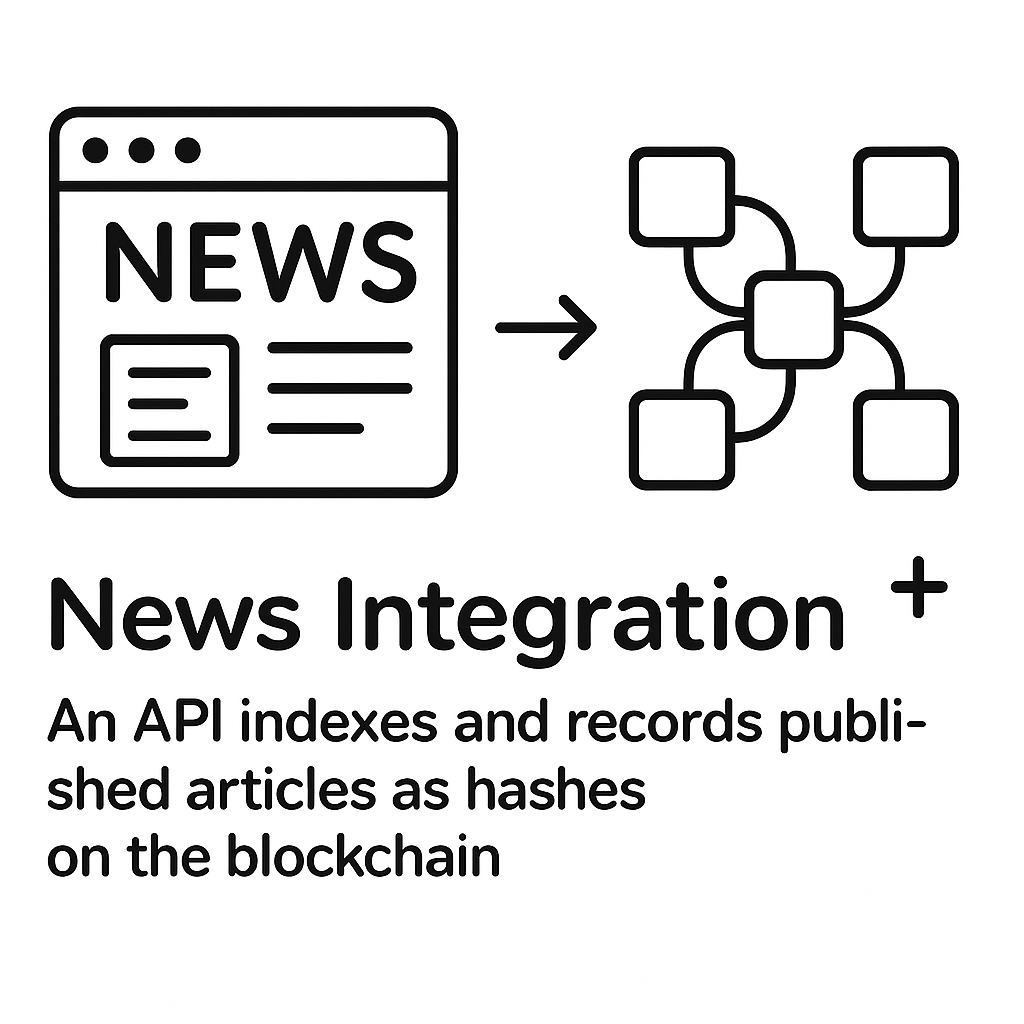 NEWS
News Integration +
An API indexes and records publi-
shed articles as hashes
on the blockchain